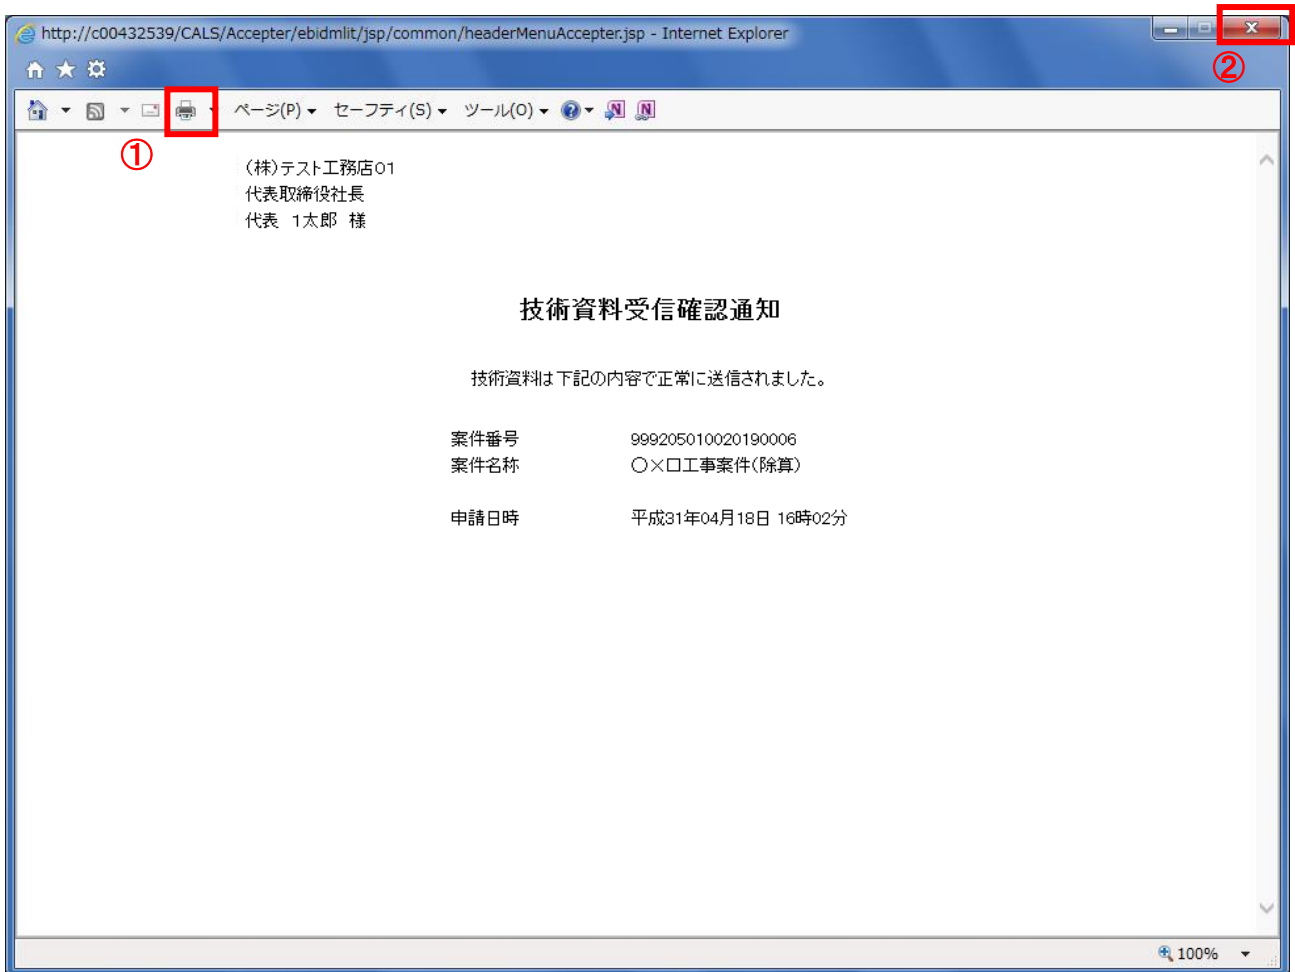 http://c00432539/CALS/Accepter/ebidmlit/jsp/common/headerMenuAccepter.jsp - Internet Explorer
②
ページ(P) セーフティ(S) ツール(O)
①
(株)テスト工務店01
代表取締役社長
代表 1太郎 様
技術資料受信確認通知
技術資料は下記の内容で正常に送信されました。
案件番号 999205010020190006
案件名称 〇×口工事案件(除算)
申請日時 平成31年04月18日 16時02分
100%